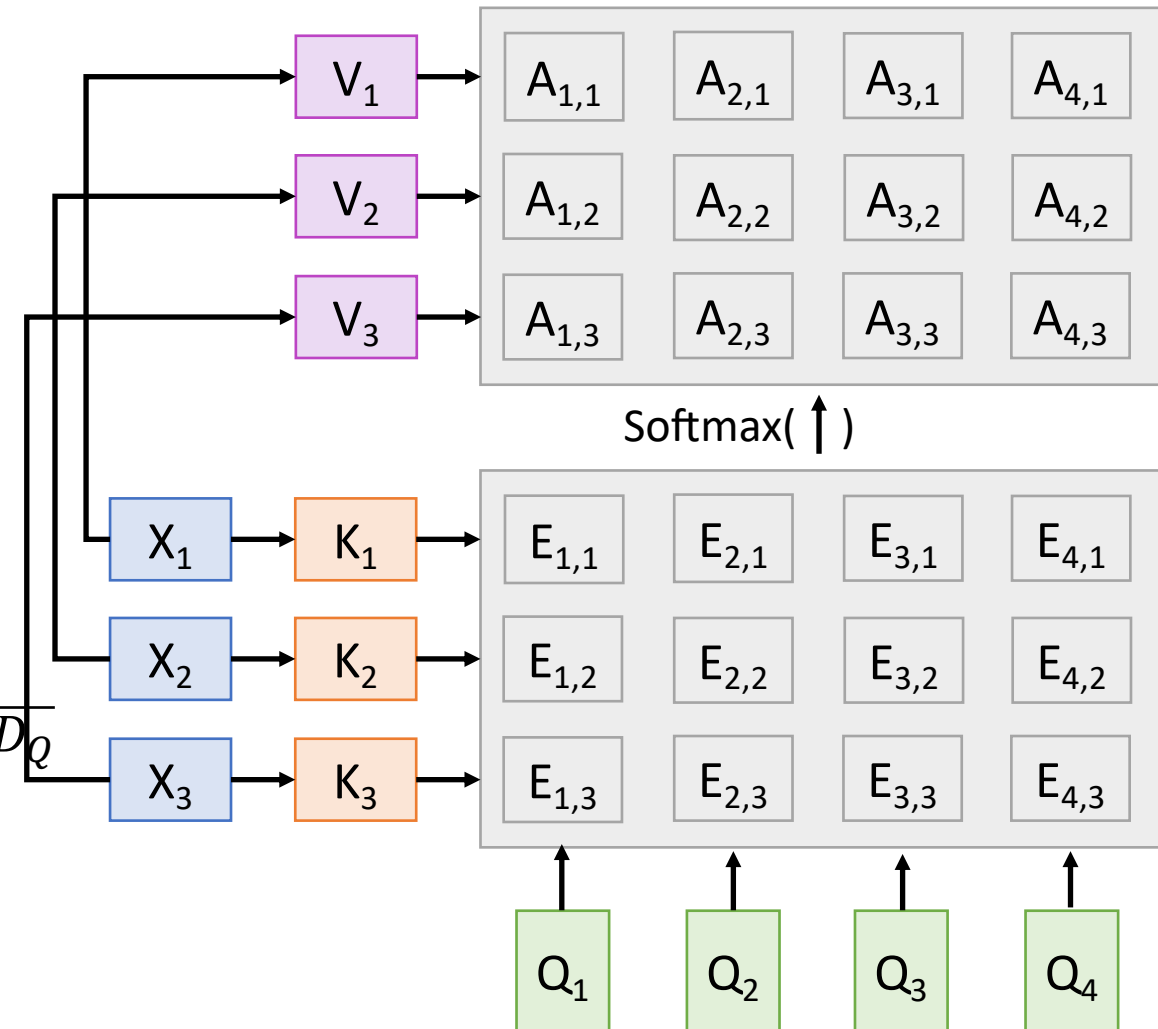 V₁ A₁,₁ A₂,₁ A₃,₁ A₄,₁
V₂ A₁,₂ A₂,₂ A₃,₂ A₄,₂
V₃ A₁,₃ A₂,₃ A₃,₃ A₄,₃
Softmax( ↑ )
X₁ K₁ E₁,₁ E₂,₁ E₃,₁ E₄,₁
X₂ K₂ E₁,₂ E₂,₂ E₃,₂ E₄,₂
D_Q
X₃ K₃ E₁,₃ E₂,₃ E₃,₃ E₄,₃
Q₁ Q₂ Q₃ Q₄